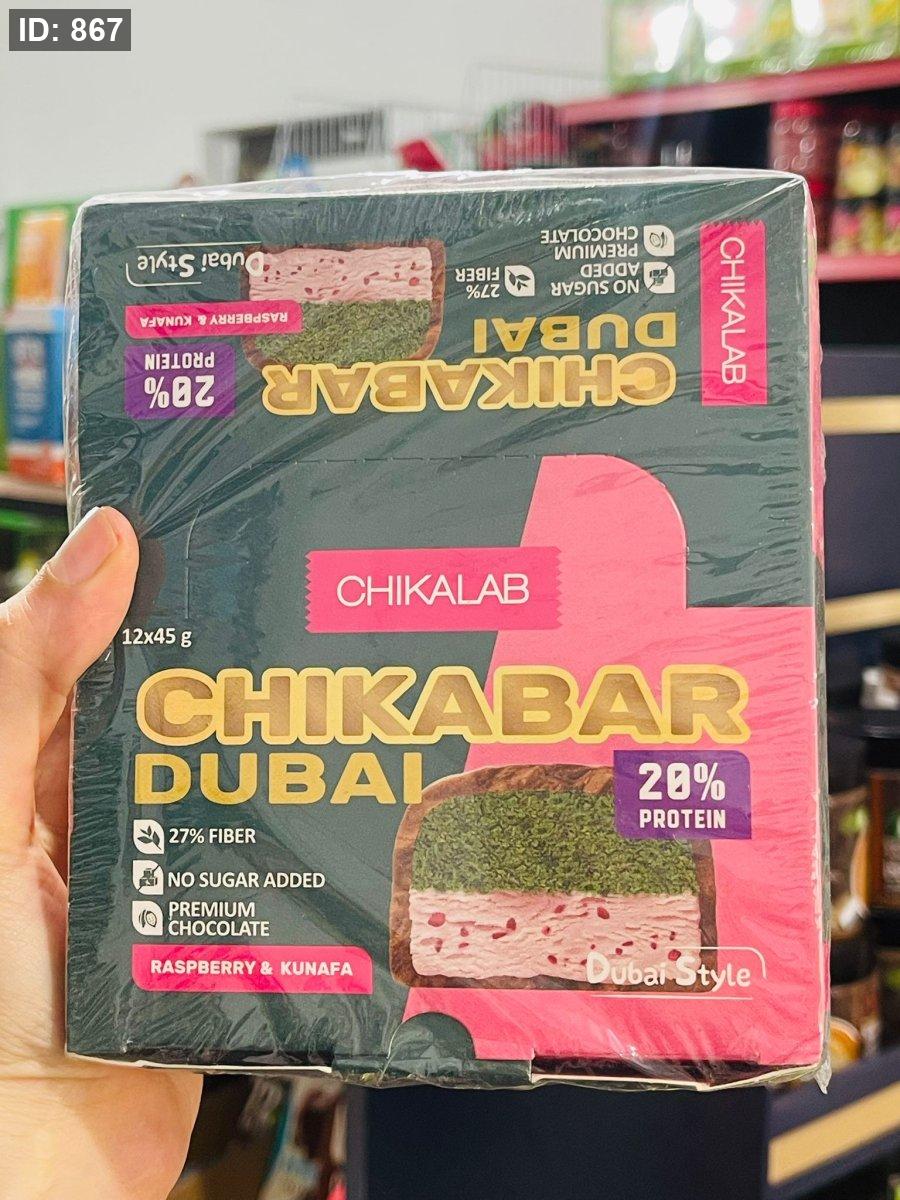 ID: 867
CHIKALAB
CHIKABAR
DUBAI
NO SUGAR
ADDED
PREMIUM
CHOCOLATE
27%
FIBER
20%
PROTEIN
RASPBERRY & KUNAFA
Dubai Style
CHIKALAB
12x45 g
CHIKABAR
DUBAI
20%
PROTEIN
27% FIBER
NO SUGAR ADDED
PREMIUM
CHOCOLATE
RASPBERRY & KUNAFA
Dubai Style